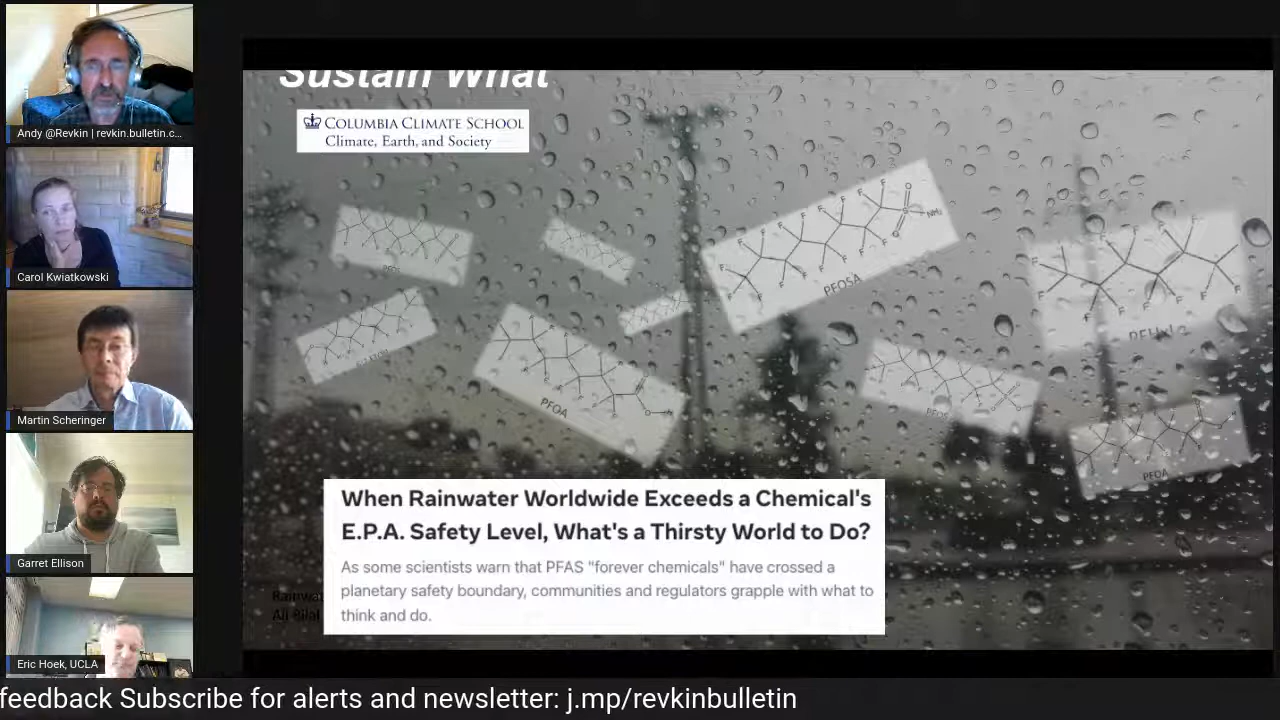 Andy @Revkin | revkin.bulletin.c...
Carol Kwiatkowski
Martin Scheringer
Garret Ellison
Eric Hoek, UCLA
Sustain What
COLUMBIA CLIMATE SCHOOL
Climate, Earth, and Society
PFOSA
PFOA
PFOS
PFOA
When Rainwater Worldwide Exceeds a Chemical's
E.P.A. Safety Level, What's a Thirsty World to Do?
As some scientists warn that PFAS "forever chemicals" have crossed a
planetary safety boundary, communities and regulators grapple with what to
think and do.
feedback Subscribe for alerts and newsletter: j.mp/revkinbulletin